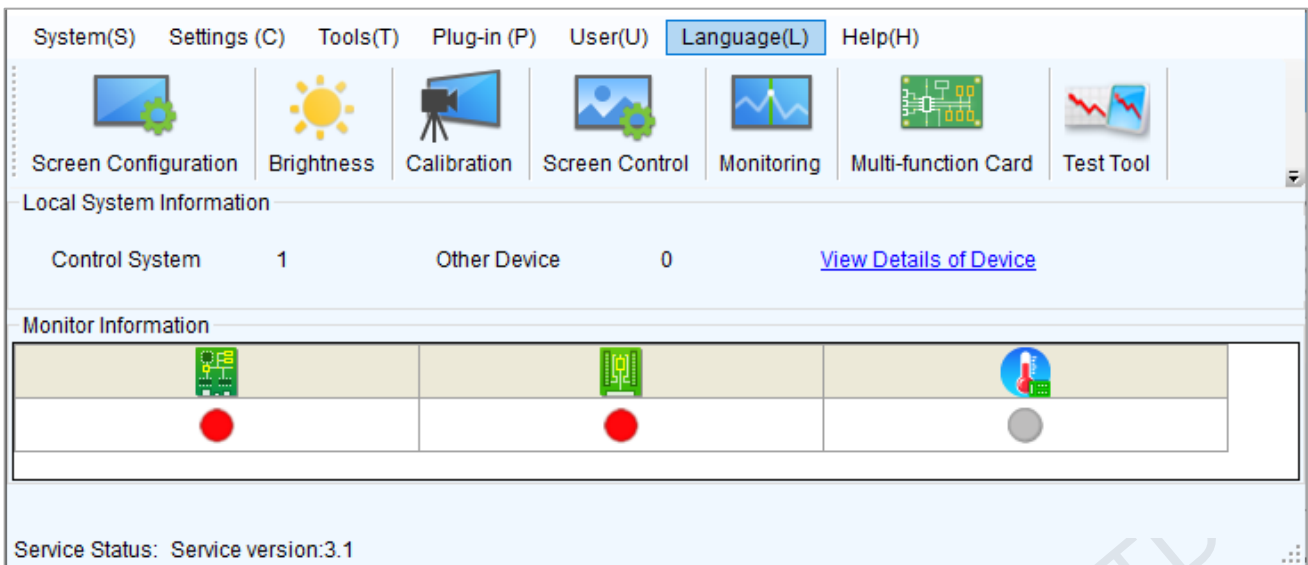 System(S) Settings (C) Tools(T) Plug-in (P) User(U) Language(L) Help(H)
Screen Configuration Brightness Calibration Screen Control Monitoring Multi-function Card Test Tool
Local System Information
Control System 1 Other Device 0 View Details of Device
Monitor Information
Service Status: Service version:3.1